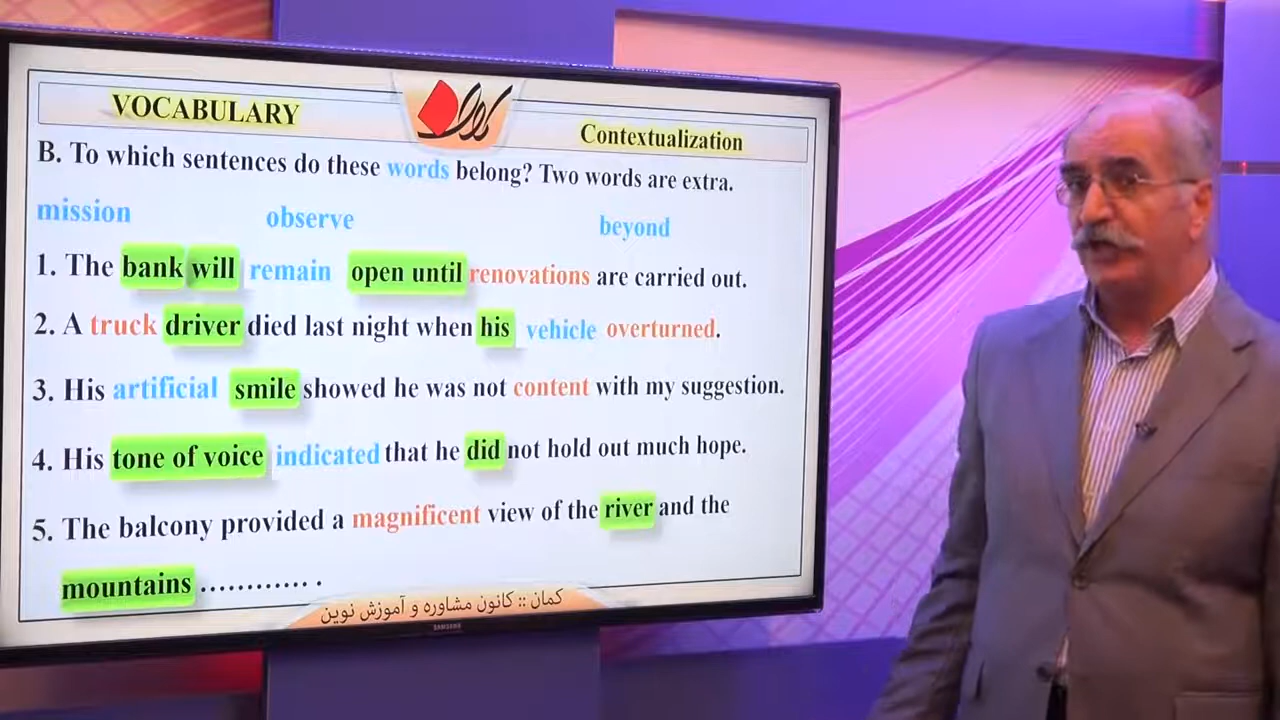 VOCABULARY
Contextualization
B. To which sentences do these words belong? Two words are extra.
mission observe beyond
1. The bank will remain open until renovations are carried out.
2. A truck driver died last night when his vehicle overturned.
3. His artificial smile showed he was not content with my suggestion.
4. His tone of voice indicated that he did not hold out much hope.
5. The balcony provided a magnificent view of the river and the
mountains ............ .
کمان :: کانون مشاوره و آموزش نوین
SAMSUNG